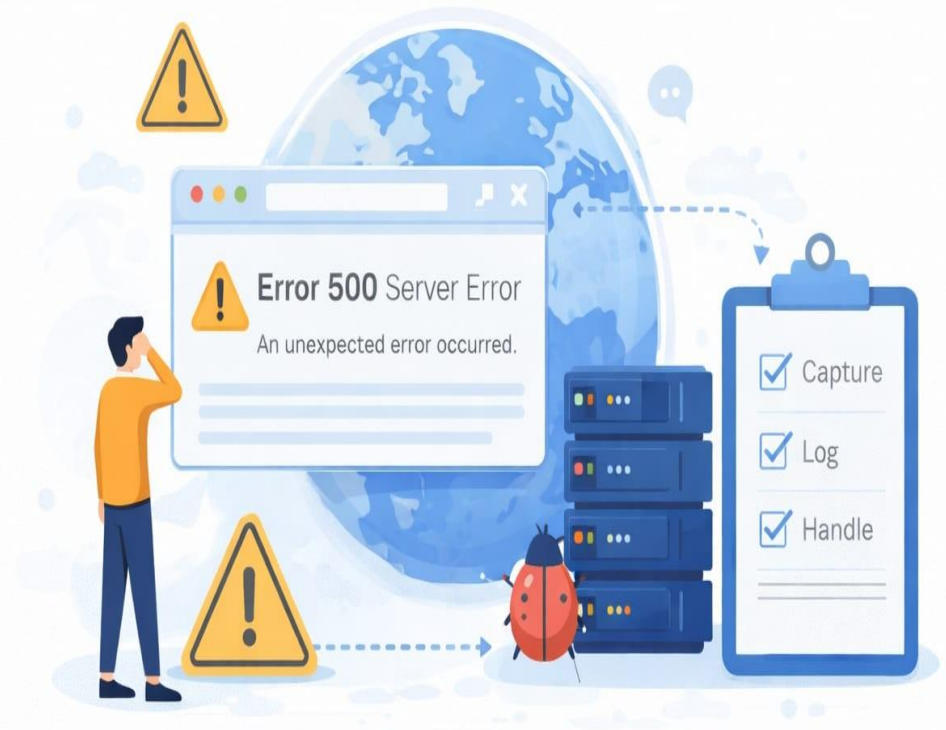 Error 500 Server Error
An unexpected error occurred.
Capture
Log
Handle